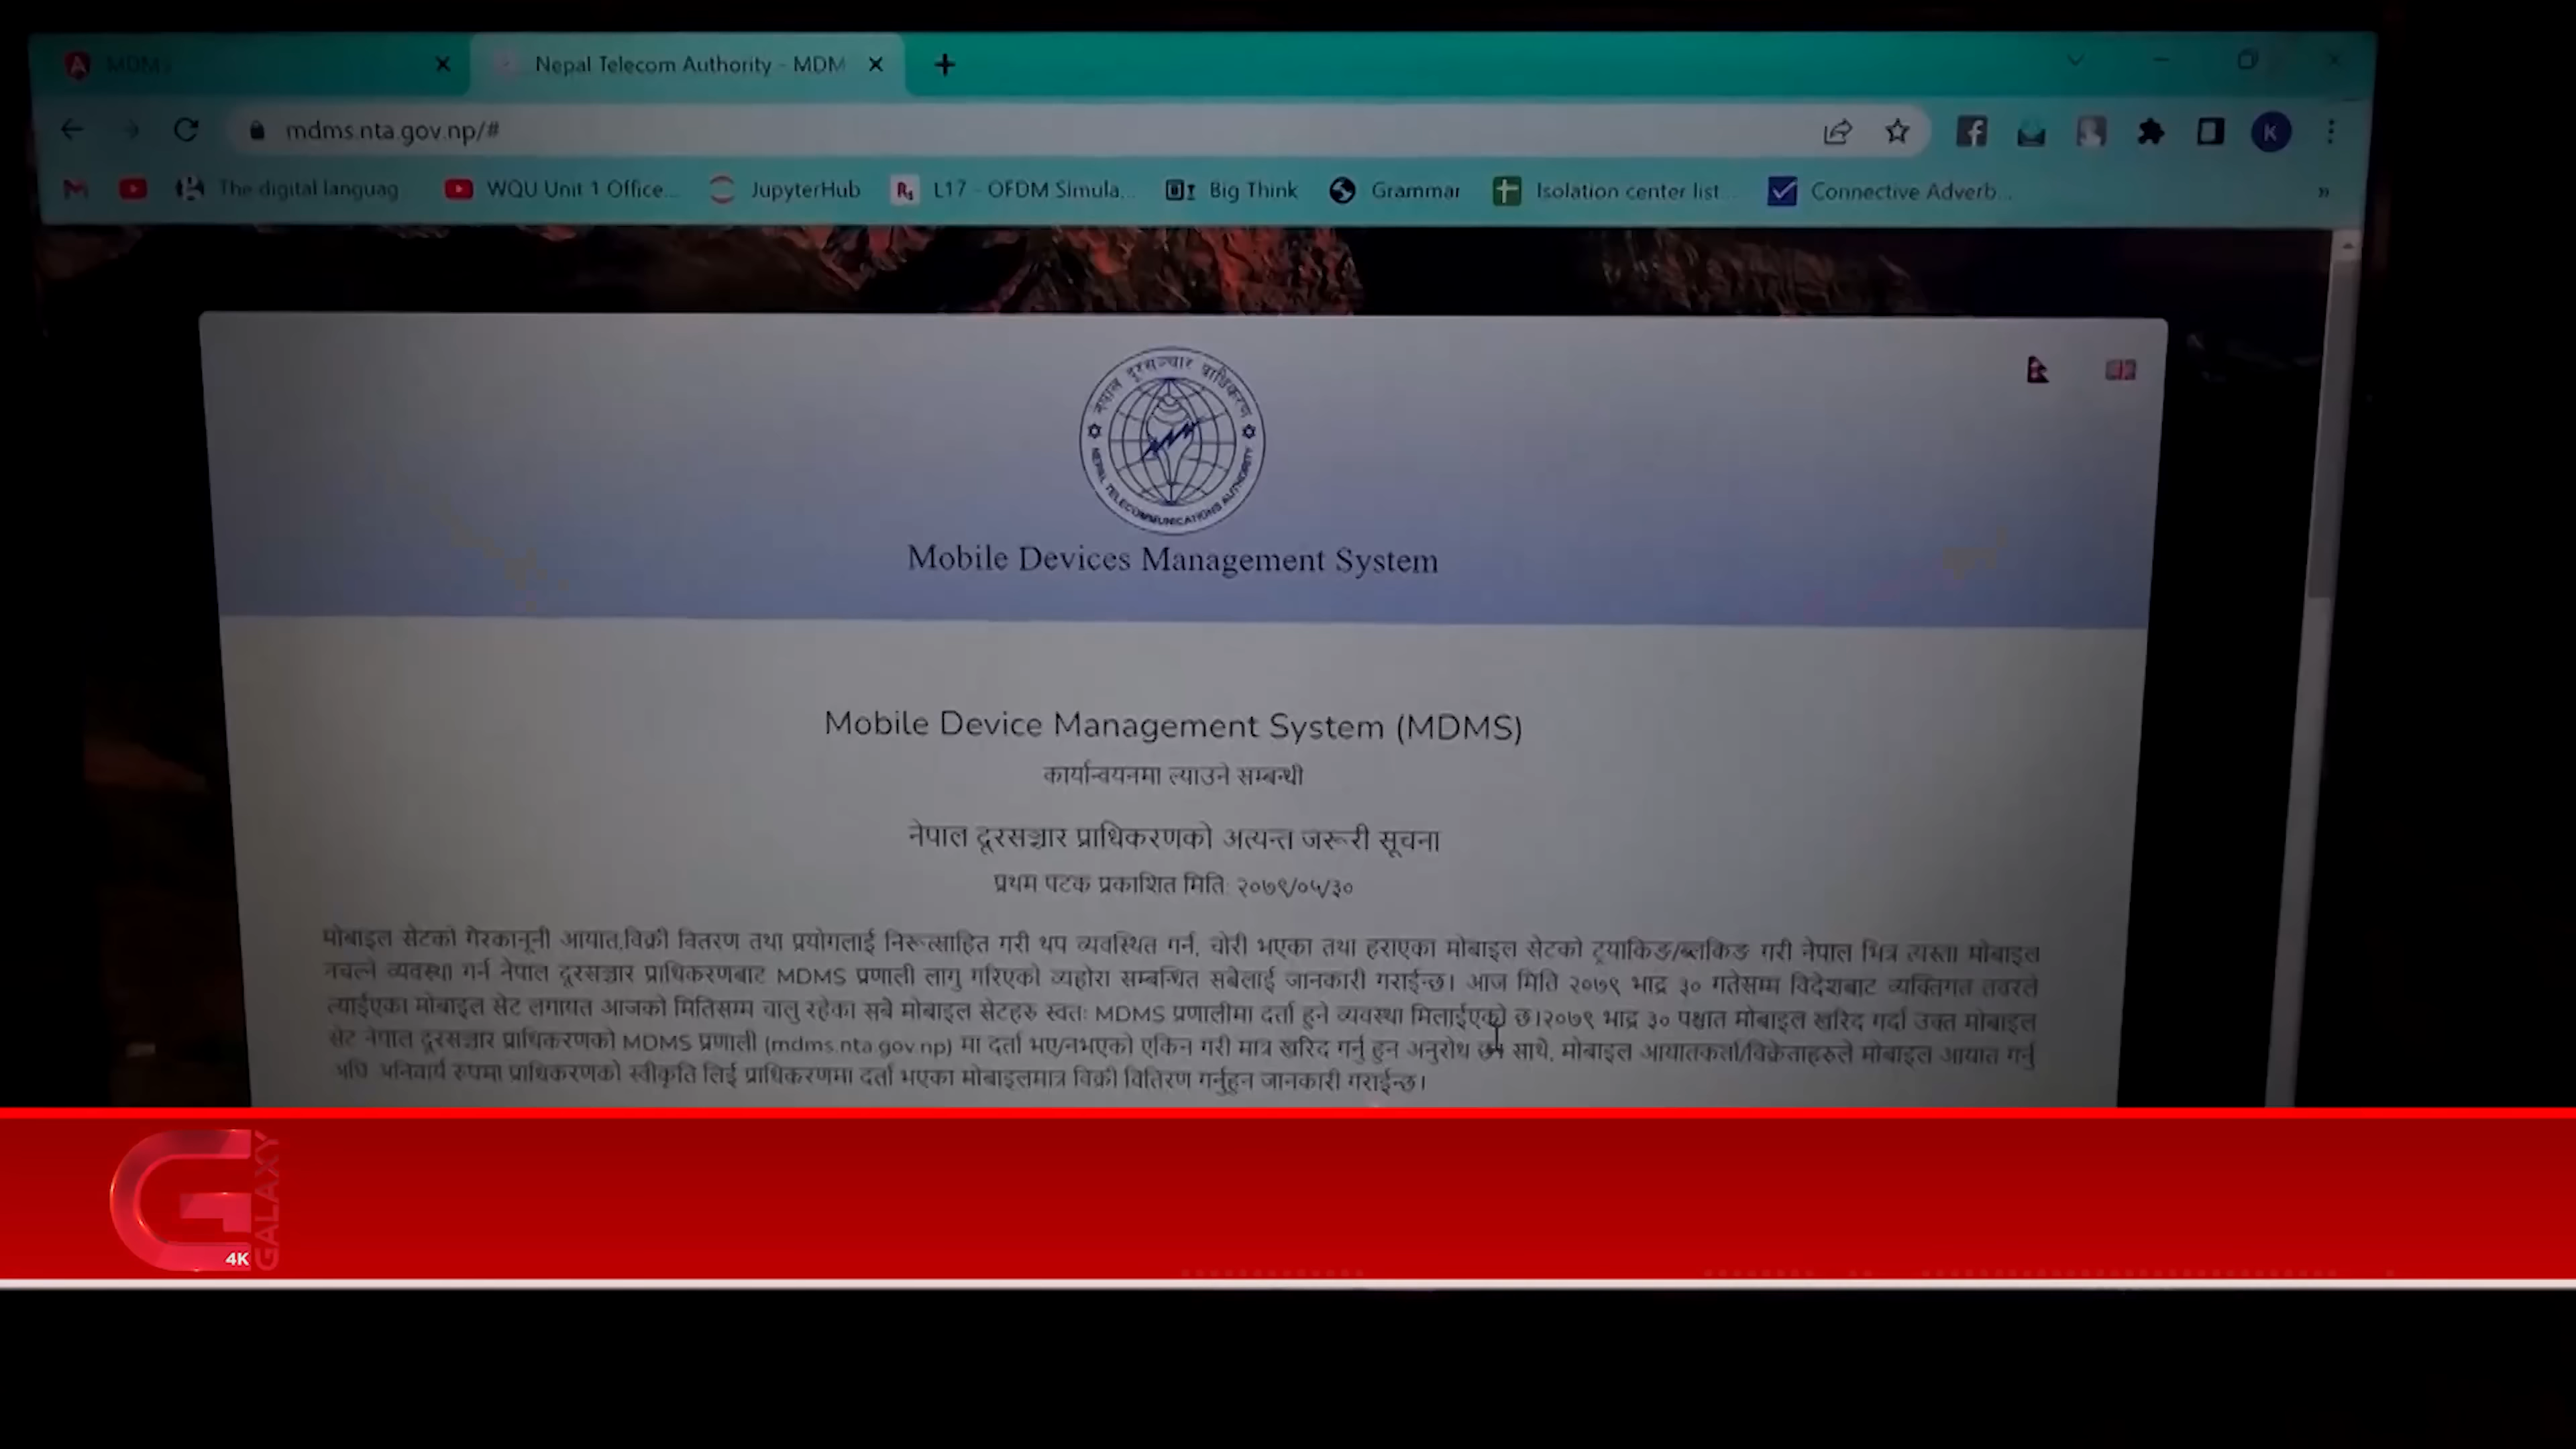 MDMS
Nepal Telecom Authority - MDM
mdms.nta.gov.np/#
K
The digital languag
WQU Unit 1 Office...
JupyterHub
L17 - OFDM Simula...
Big Think
Grammar
Isolation center list...
Connective Adverb...
»
नेपाल दूरसञ्चार प्राधिकरण
NEPAL TELECOMMUNICATIONS AUTHORITY
Mobile Devices Management System
Mobile Device Management System (MDMS)
कार्यान्वयनमा ल्याउने सम्बन्धी
नेपाल दूरसञ्चार प्राधिकरणको अत्यन्त जरूरी सूचना
प्रथम पटक प्रकाशित मिति: २०७९/०५/३०
मोबाइल सेटको गैरकानूनी आयात,विक्री वितरण तथा प्रयोगलाई निरूत्साहित गरी थप व्यवस्थित गर्न, चोरी भएका तथा हराएका मोबाइल सेटको ट्र्याकिङ/ब्लकिङ गरी नेपाल भित्र त्यस्ता मोबाइल
नचल्ने व्यवस्था गर्न नेपाल दूरसञ्चार प्राधिकरणबाट MDMS प्रणाली लागु गरिएको व्यहोरा सम्बन्धित सबैलाई जानकारी गराईन्छ। आज मिति २०७९ भाद्र ३० गतेसम्म विदेशबाट व्यक्तिगत तवरले
ल्याईएका मोबाइल सेट लगायत आजको मितिसम्म चालु रहेका सबै मोबाइल सेटहरु स्वतः MDMS प्रणालीमा दर्ता हुने व्यवस्था मिलाईएको छ।२०७९ भाद्र ३० पश्चात मोबाइल खरिद गर्दा उक्त मोबाइल
सेट नेपाल दूरसञ्चार प्राधिकरणको MDMS प्रणाली (mdms.nta.gov.np) मा दर्ता भए/नभएको एकिन गरी मात्र खरिद गर्नु हुन अनुरोध छ। साथै, मोबाइल आयातकर्ता/विक्रेताहरुले मोबाइल आयात गर्नु
अघि अनिवार्य रुपमा प्राधिकरणको स्वीकृति लिई प्राधिकरणमा दर्ता भएका मोबाइलमात्र विक्री वितिरण गर्नुहुन जानकारी गराईन्छ।
GALAXY
4K